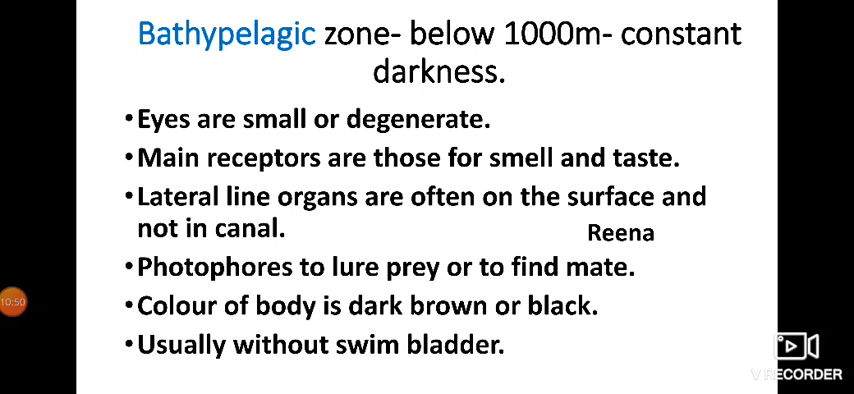 Bathypelagic zone- below 1000m- constant
darkness.
•Eyes are small or degenerate.
•Main receptors are those for smell and taste.
•Lateral line organs are often on the surface and
not in canal.
Reena
•Photophores to lure prey or to find mate.
10:50
•Colour of body is dark brown or black.
•Usually without swim bladder.
V RECORDER